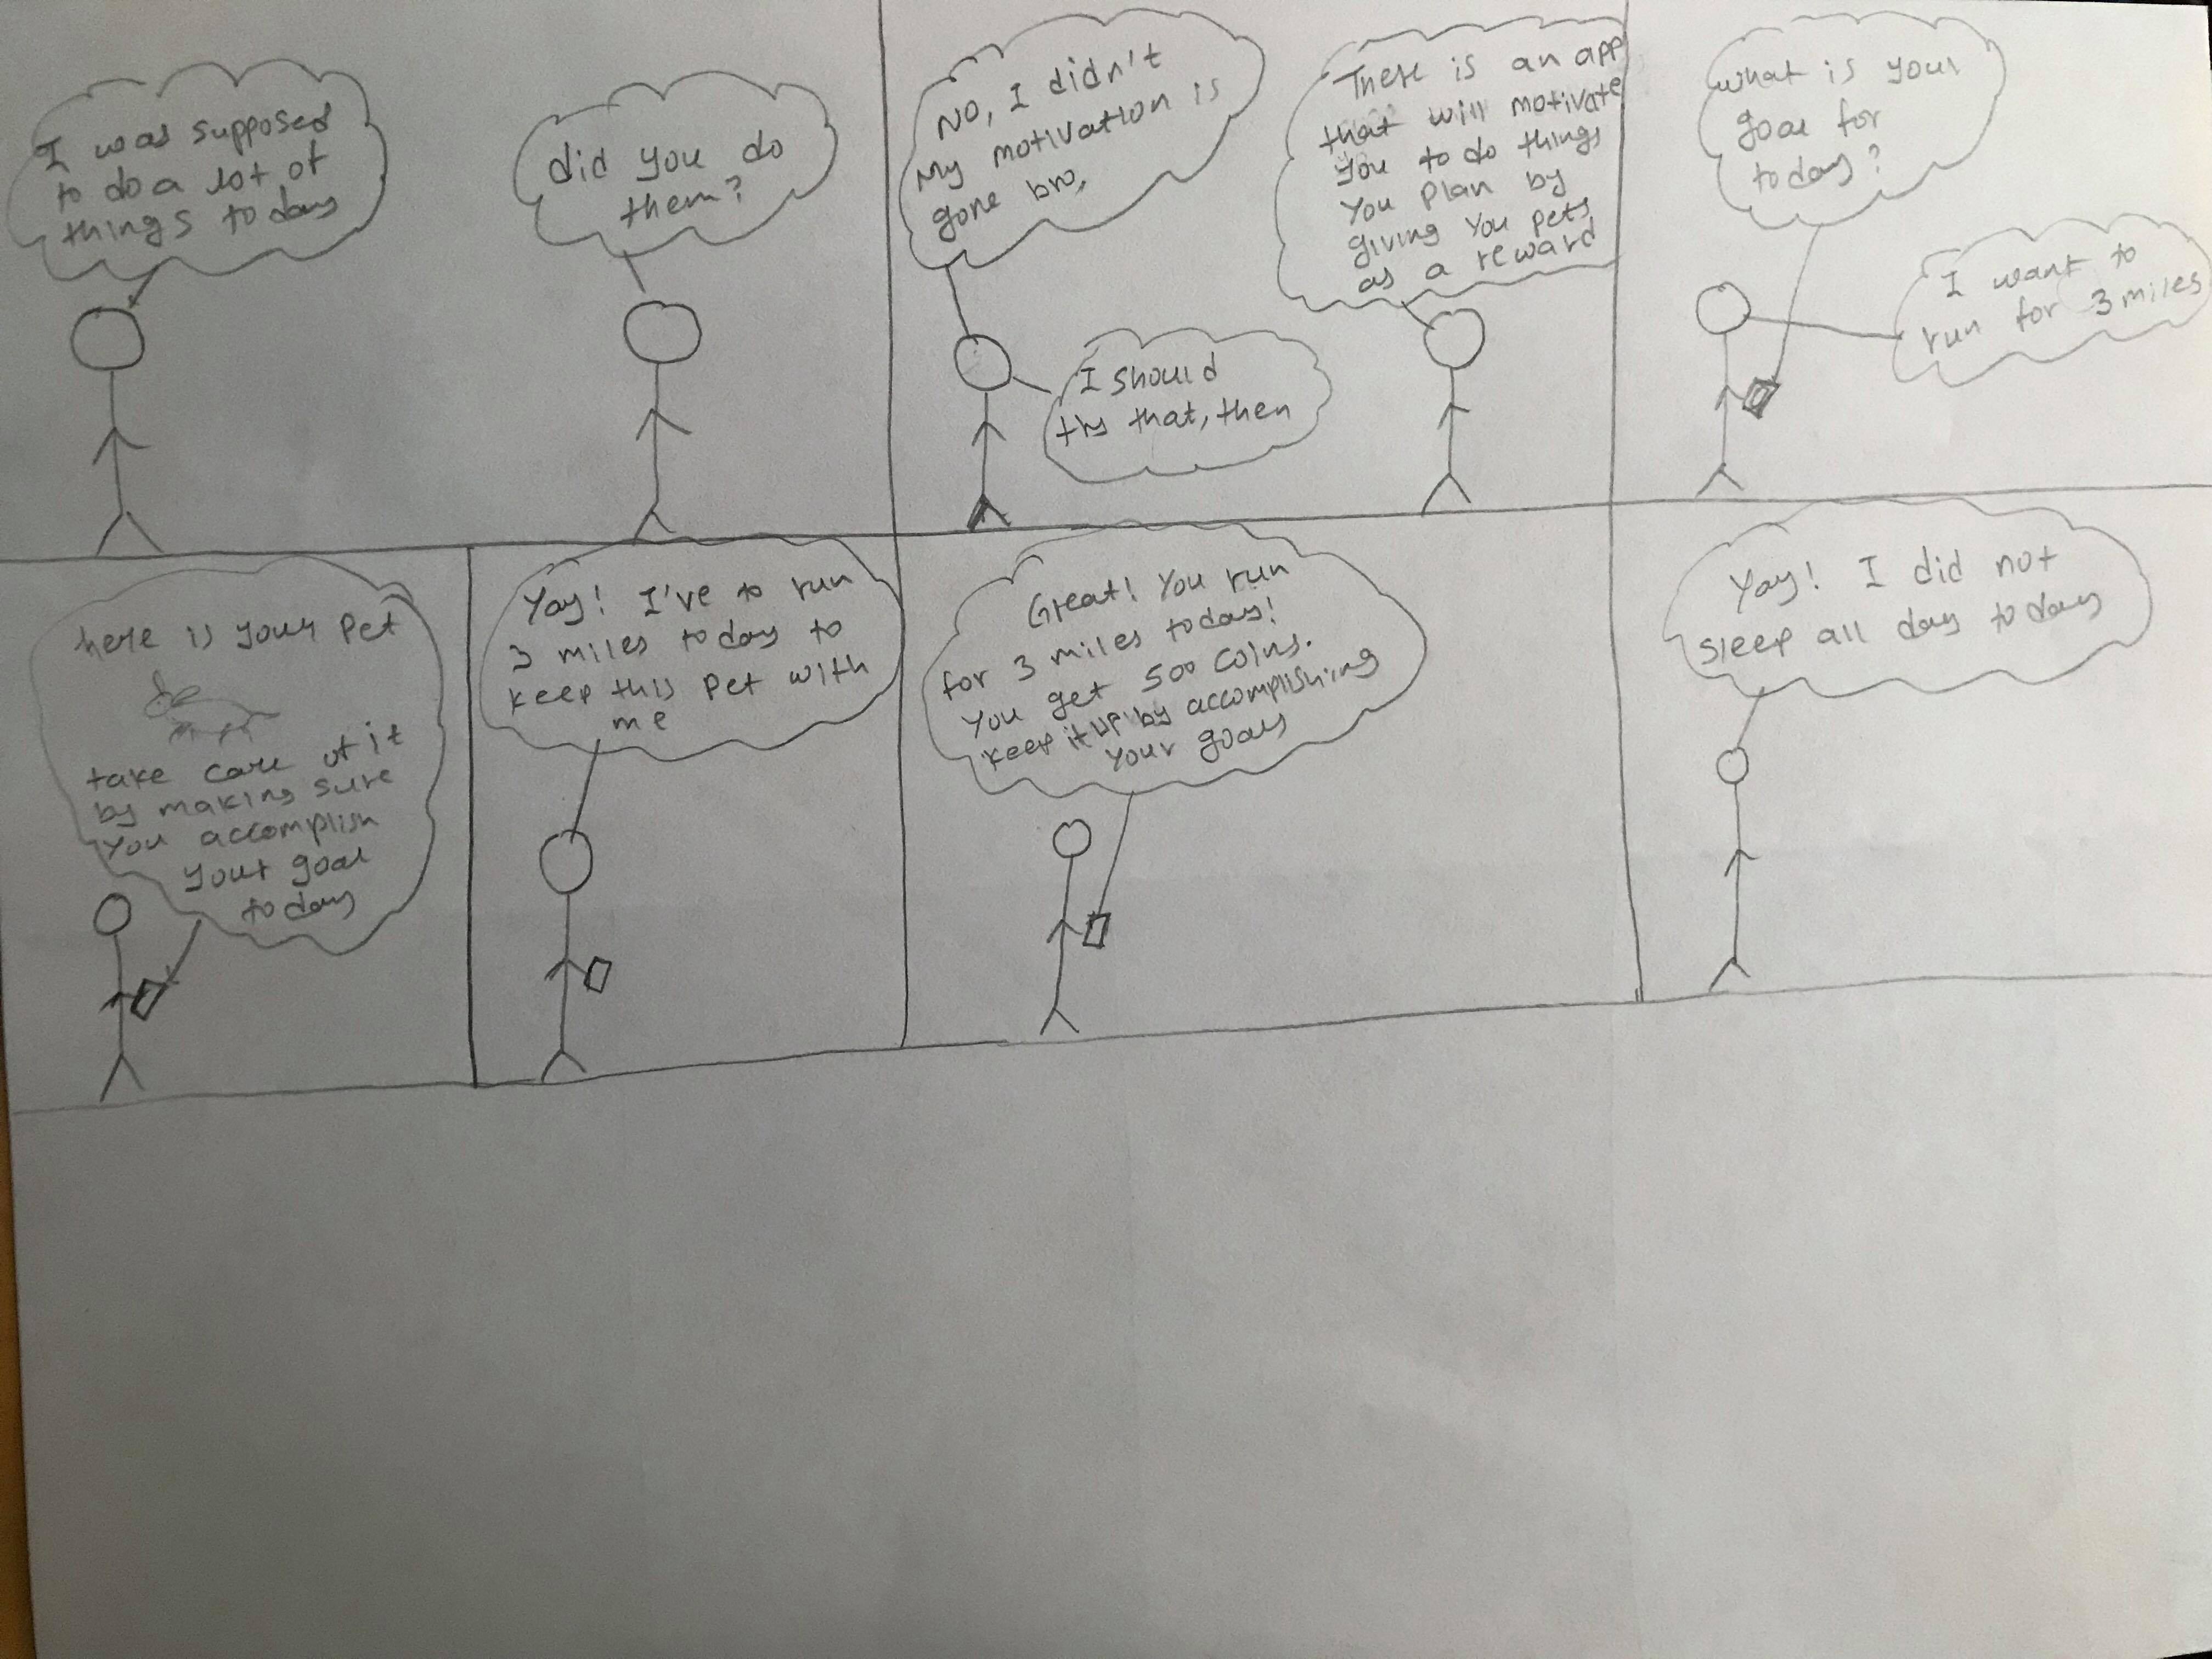 I was supposed
to do a lot of
things today
did you do
them?
No, I didn't
My motivation is
gone bro,
I should
try that, then
There is an app
that will motivate
you to do things
you plan by
giving you pets
as a reward
what is your
goal for
today?
I want to
run for 3 miles
here is your pet
take care of it
by making sure
you accomplish
your goal
today
Yay! I've to run
3 miles today to
keep this pet with
me
Great! You run
for 3 miles today!
You get 500 coins.
keep it up by accomplishing
your goals
Yay! I did not
sleep all day today